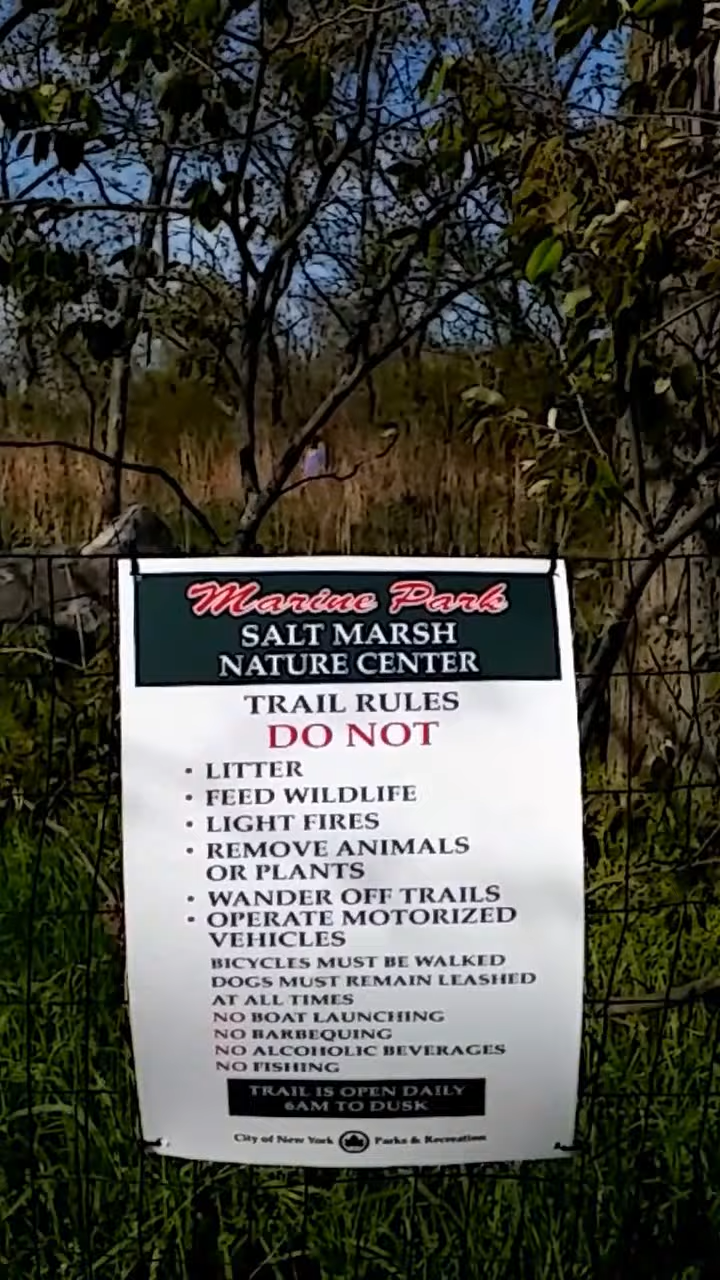 Marine Park
SALT MARSH
NATURE CENTER
TRAIL RULES
DO NOT
• LITTER
• FEED WILDLIFE
• LIGHT FIRES
• REMOVE ANIMALS
OR PLANTS
• WANDER OFF TRAILS
• OPERATE MOTORIZED
VEHICLES
BICYCLES MUST BE WALKED
DOGS MUST REMAIN LEASHED
AT ALL TIMES
NO BOAT LAUNCHING
NO BARBEQUING
NO ALCOHOLIC BEVERAGES
NO FISHING
TRAIL IS OPEN DAILY
6AM TO DUSK
City of New York Parks & Recreation